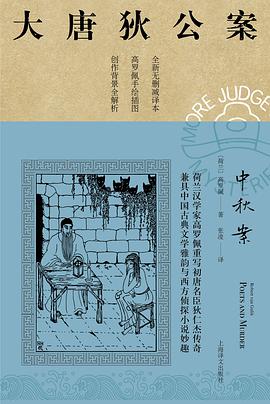 大唐狄公案
全新无删减译本
高罗佩手绘插图
创作背景全解析
MORE JUDGE
中秋案
〔荷兰〕高罗佩 著
张凌 译
荷兰汉学家高罗佩重写初唐名臣狄仁杰传奇
兼具中国古典文学雅韵与西方侦探小说妙趣
Robert van Gulik
POETS AND MURDER
上海译文出版社